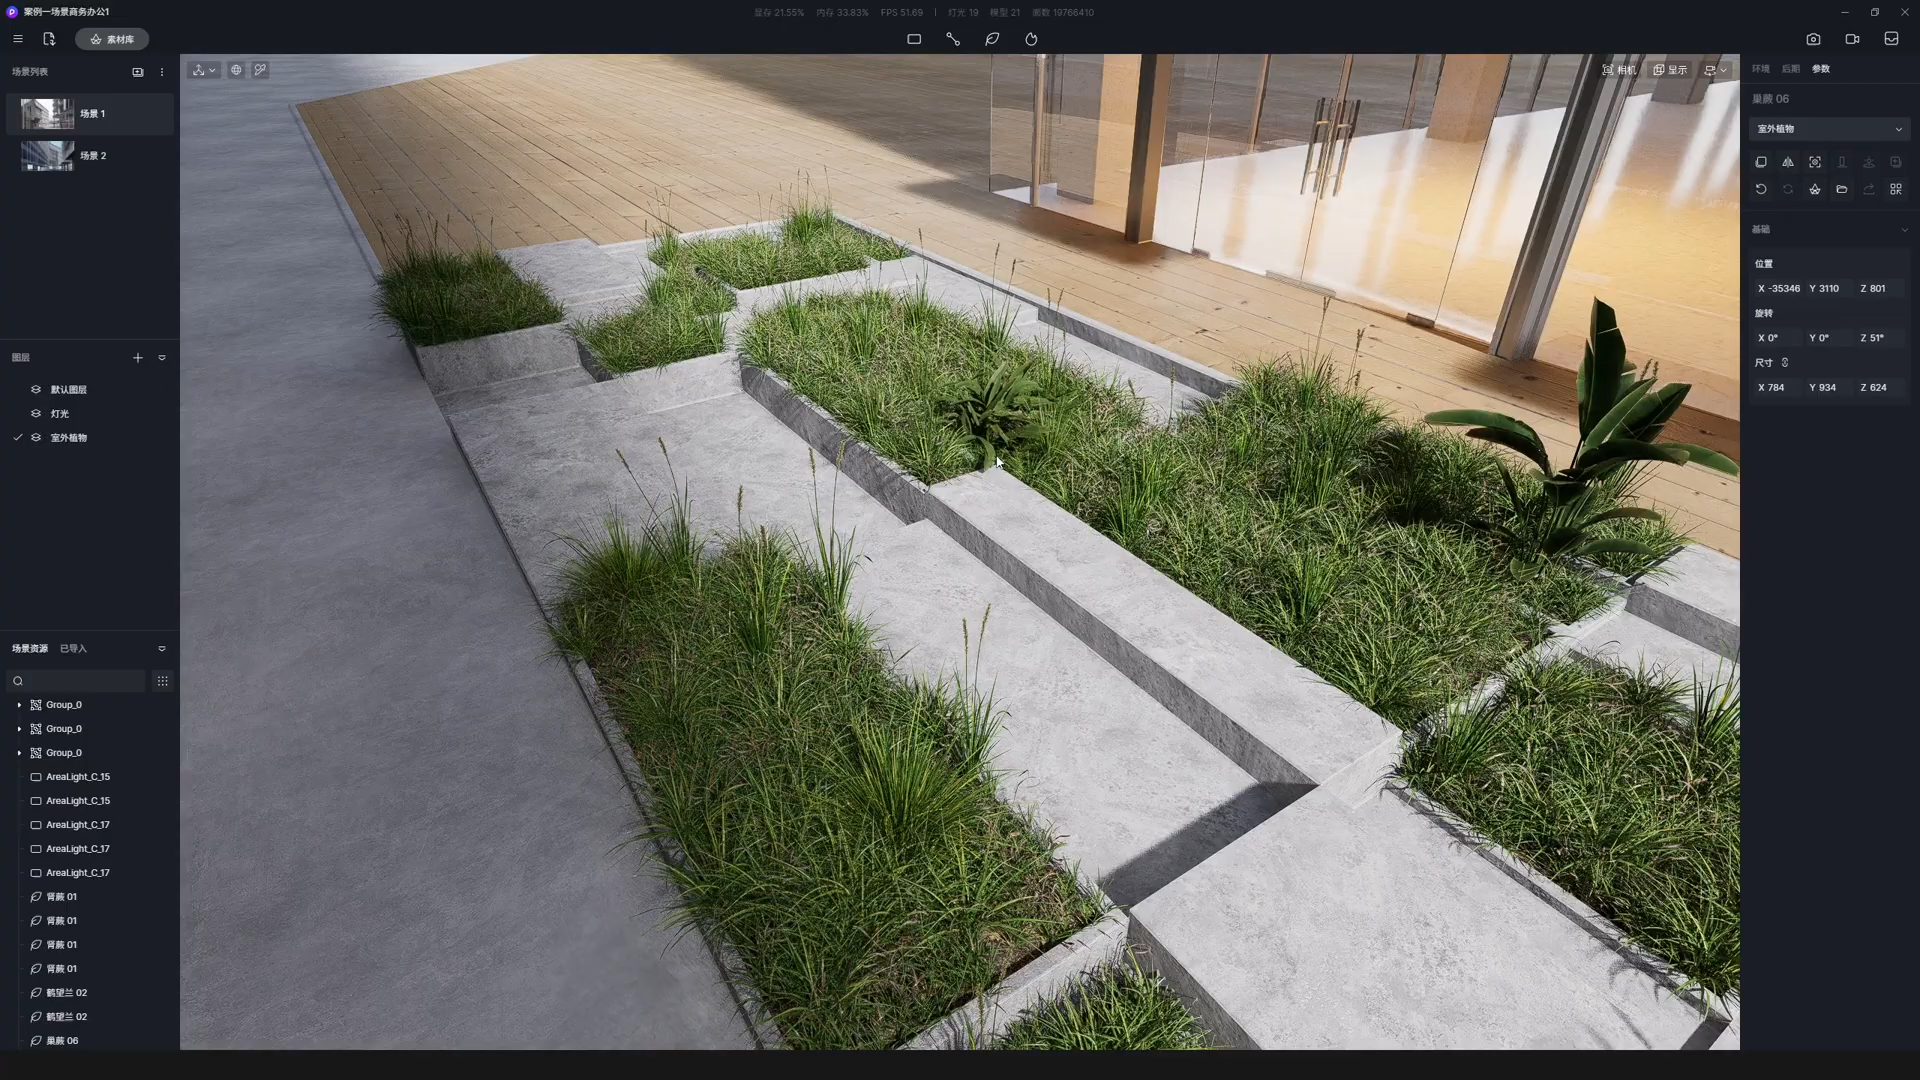 案例一场景商务办公1
显存 21.55% 内存 33.83% FPS 51.69 | 灯光 19 模型 21 面数 19766410
素材库
场景列表
场景 1
场景 2
图层
默认图层
灯光
室外植物
场景资源 已导入
Group_0
Group_0
Group_0
AreaLight_C_15
AreaLight_C_15
AreaLight_C_17
AreaLight_C_17
AreaLight_C_17
肾蕨 01
肾蕨 01
肾蕨 01
肾蕨 01
鹤望兰 02
鹤望兰 02
巢蕨 06
相机 显示
环境 后期 参数
巢蕨 06
室外植物
基础
位置
X -35346 Y 3110 Z 801
旋转
X 0° Y 0° Z 51°
尺寸
X 784 Y 934 Z 624